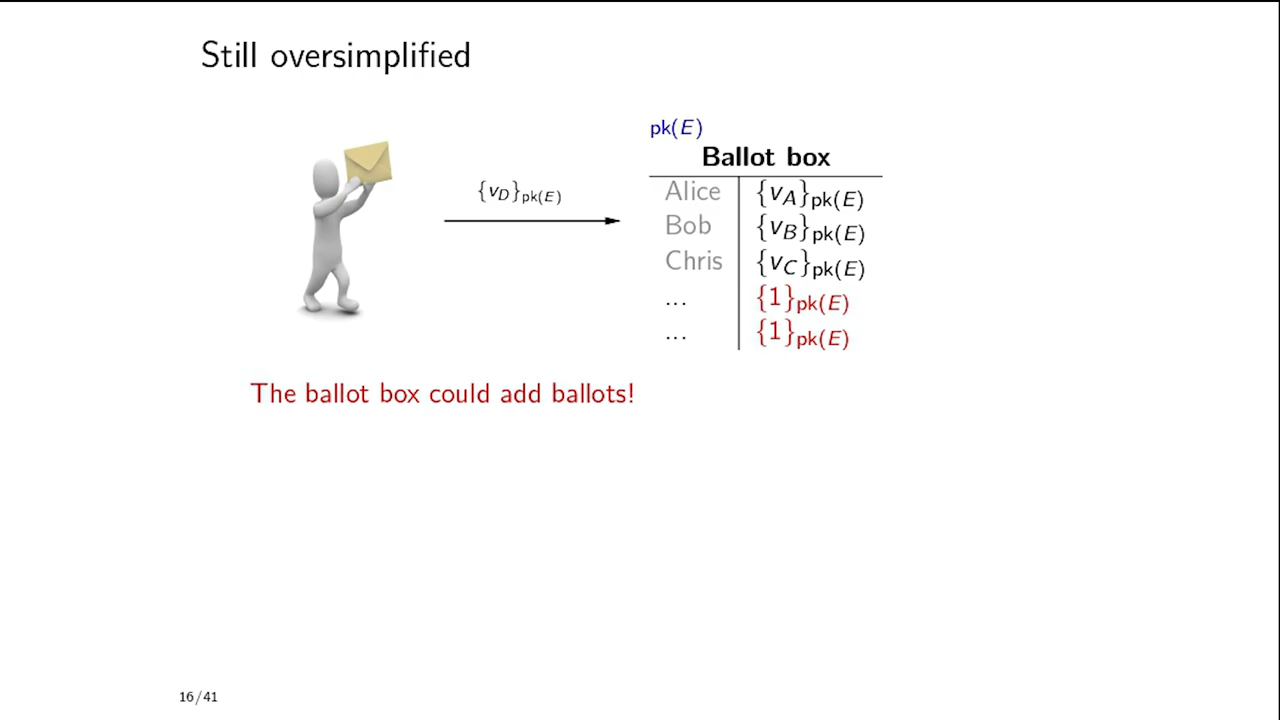 Still oversimplified
pk(E)
Ballot box
{v_D}_pk(E)
Alice {v_A}_pk(E)
Bob {v_B}_pk(E)
Chris {v_C}_pk(E)
... {1}_pk(E)
... {1}_pk(E)
The ballot box could add ballots!
16/41